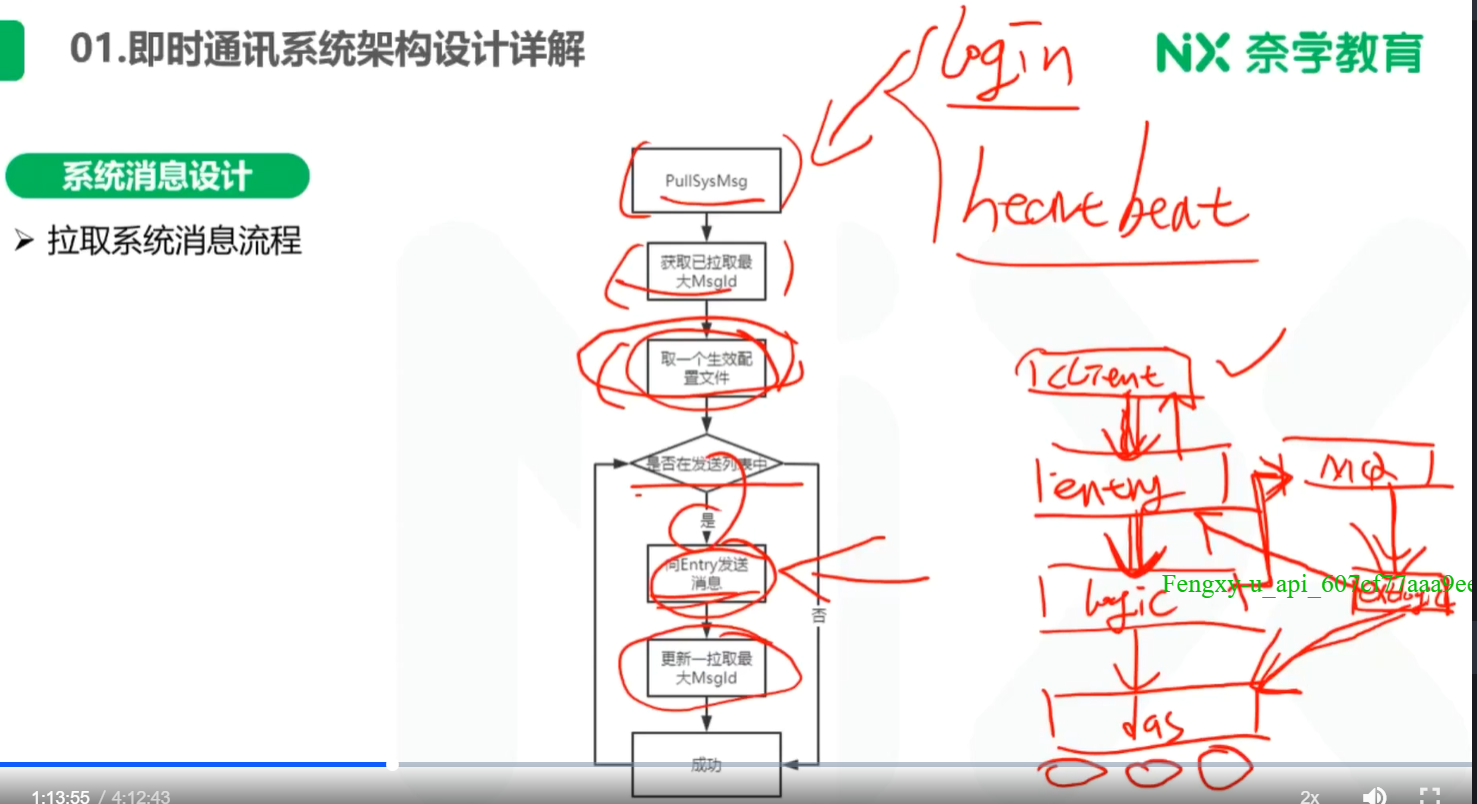 01.即时通讯系统架构设计详解
NiX 奈学教育
login
heartbeat
系统消息设计
➢ 拉取系统消息流程
PullSysMsg
获取已拉取最
大MsgId
取一个生效配
置文件
是否在发送列表中
是
向Entry发送
消息
否
更新一拉取最
大MsgId
成功
client
entry
MQ
logic
Fengxy-u_api_607cf77aaa9ee
das
1:13:55 / 4:12:43
2x